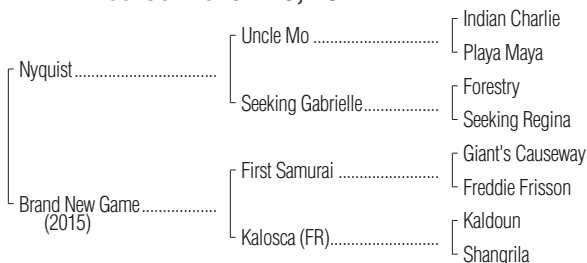 Indian Charlie
Uncle Mo
Playa Maya
Nyquist
Forestry
Seeking Gabrielle
Seeking Regina
Giant's Causeway
First Samurai
Freddie Frisson
Brand New Game
(2015)
Kaldoun
Kalosca (FR)
Shangrila